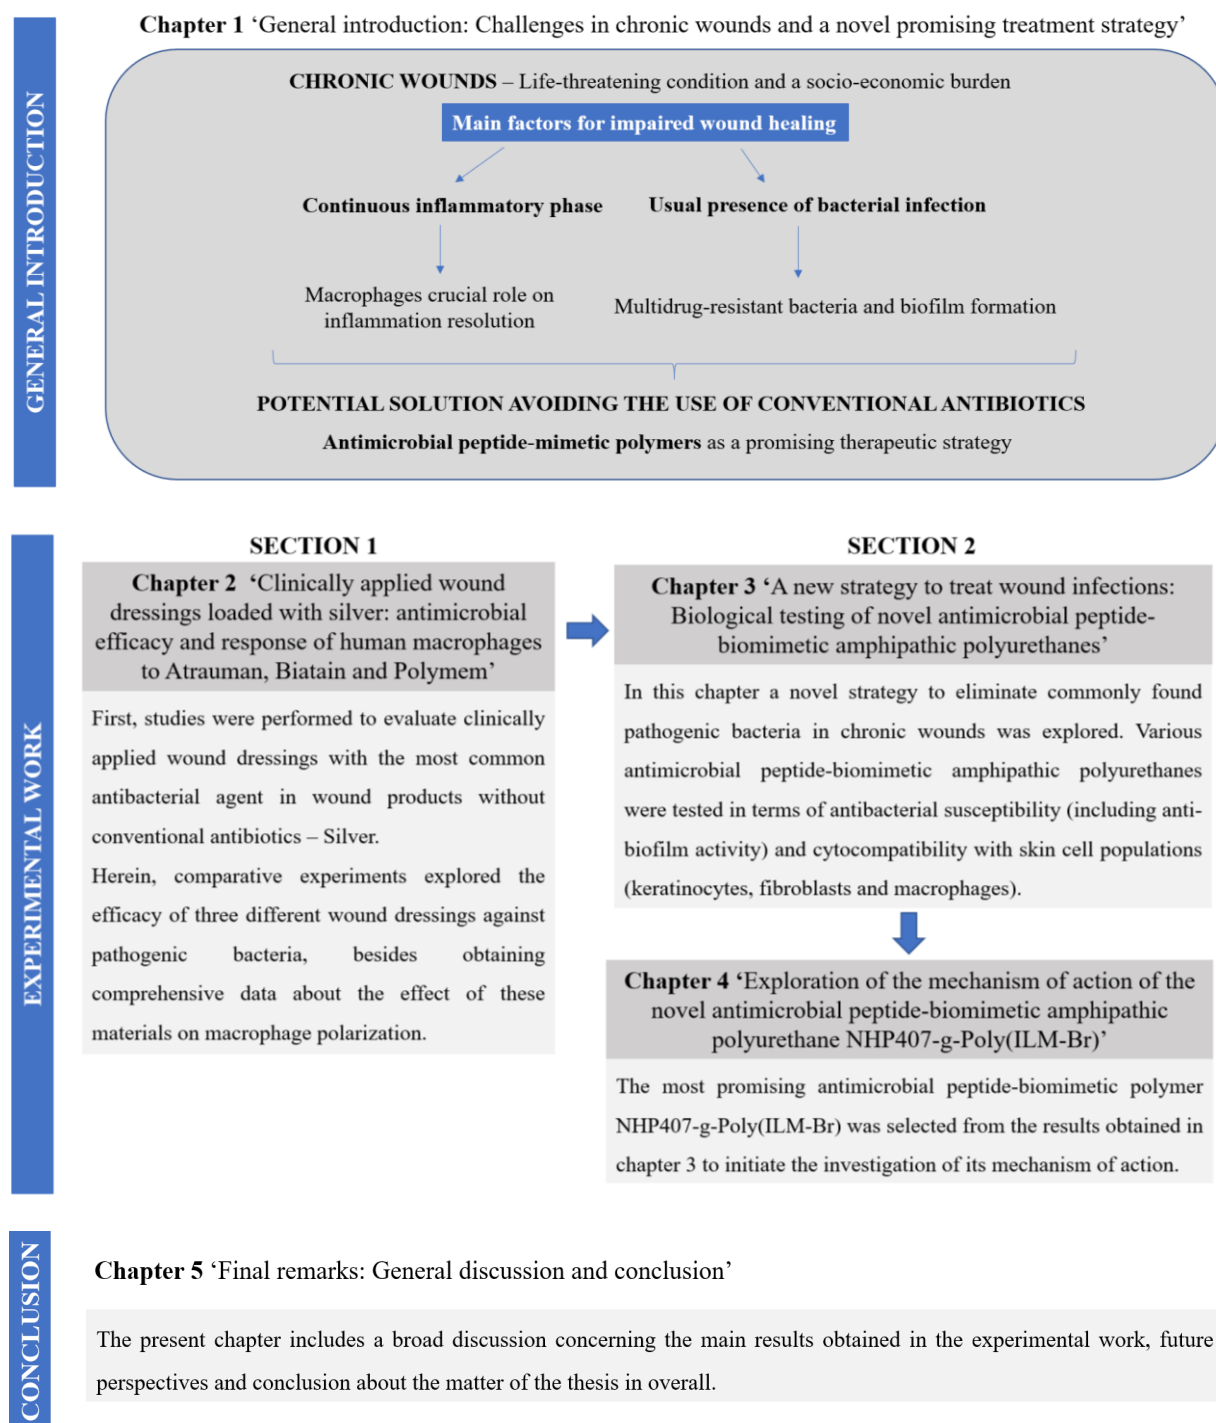 GENERAL INTRODUCTION
Chapter 1 ‘General introduction: Challenges in chronic wounds and a novel promising treatment strategy’
CHRONIC WOUNDS – Life-threatening condition and a socio-economic burden
Main factors for impaired wound healing
Continuous inflammatory phase
Usual presence of bacterial infection
Macrophages crucial role on
inflammation resolution
Multidrug-resistant bacteria and biofilm formation
POTENTIAL SOLUTION AVOIDING THE USE OF CONVENTIONAL ANTIBIOTICS
Antimicrobial peptide-mimetic polymers as a promising therapeutic strategy
EXPERIMENTAL WORK
SECTION 1
Chapter 2 ‘Clinically applied wound
dressings loaded with silver: antimicrobial
efficacy and response of human macrophages
to Atrauman, Biatain and Polymem’
First, studies were performed to evaluate clinically
applied wound dressings with the most common
antibacterial agent in wound products without
conventional antibiotics – Silver.
Herein, comparative experiments explored the
efficacy of three different wound dressings against
pathogenic bacteria, besides obtaining
comprehensive data about the effect of these
materials on macrophage polarization.
SECTION 2
Chapter 3 ‘A new strategy to treat wound infections:
Biological testing of novel antimicrobial peptide-
biomimetic amphipathic polyurethanes’
In this chapter a novel strategy to eliminate commonly found
pathogenic bacteria in chronic wounds was explored. Various
antimicrobial peptide-biomimetic amphipathic polyurethanes
were tested in terms of antibacterial susceptibility (including anti-
biofilm activity) and cytocompatibility with skin cell populations
(keratinocytes, fibroblasts and macrophages).
Chapter 4 ‘Exploration of the mechanism of action of the
novel antimicrobial peptide-biomimetic amphipathic
polyurethane NHP407-g-Poly(ILM-Br)’
The most promising antimicrobial peptide-biomimetic polymer
NHP407-g-Poly(ILM-Br) was selected from the results obtained in
chapter 3 to initiate the investigation of its mechanism of action.
CONCLUSION
Chapter 5 ‘Final remarks: General discussion and conclusion’
The present chapter includes a broad discussion concerning the main results obtained in the experimental work, future
perspectives and conclusion about the matter of the thesis in overall.